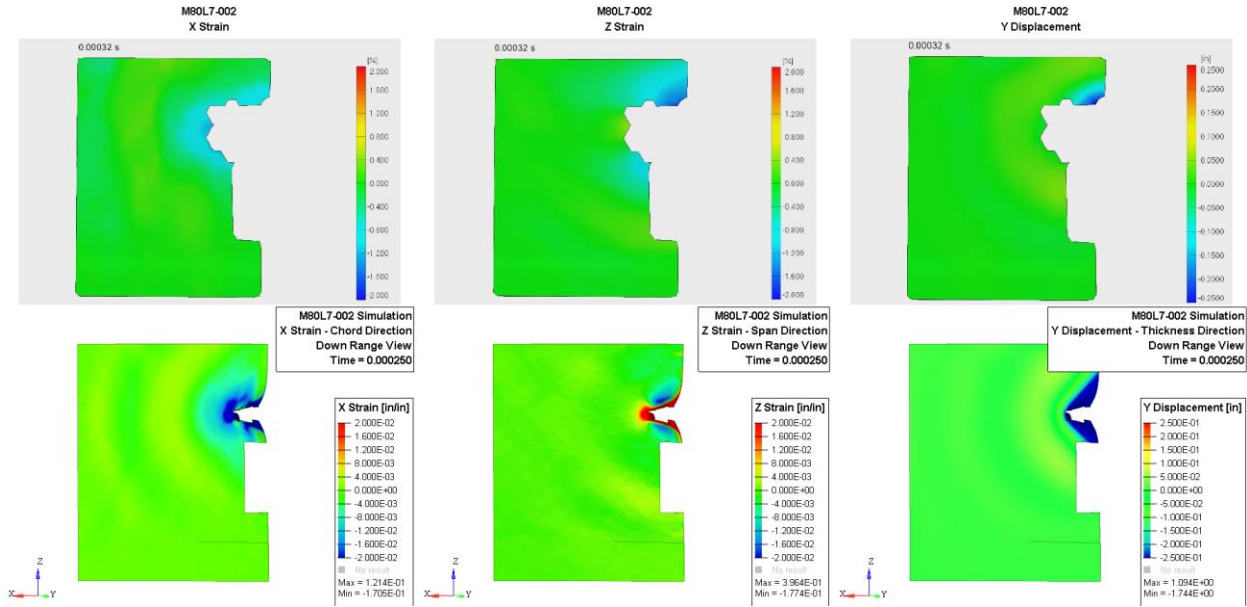 M80L7-002
X Strain
0.00032 s
[%]
2.000
1.600
1.200
0.800
0.400
0.000
-0.400
-0.800
-1.200
-1.600
-2.000
M80L7-002
Z Strain
0.00032 s
[%]
2.000
1.600
1.200
0.800
0.400
0.000
-0.400
-0.800
-1.200
-1.600
-2.000
M80L7-002
Y Displacement
0.00032 s
[in]
0.2500
0.2000
0.1500
0.1000
0.0500
0.0000
-0.0500
-0.1000
-0.1500
-0.2000
-0.2500
M80L7-002 Simulation
X Strain - Chord Direction
Down Range View
Time = 0.000250
X Strain [in/in]
2.000E-02
1.600E-02
1.200E-02
8.000E-03
4.000E-03
0.000E+00
-4.000E-03
-8.000E-03
-1.200E-02
-1.600E-02
-2.000E-02
No result
Max = 1.214E-01
Min = -1.705E-01
Z
X
Y
M80L7-002 Simulation
Z Strain - Span Direction
Down Range View
Time = 0.000250
Z Strain [in/in]
2.000E-02
1.600E-02
1.200E-02
8.000E-03
4.000E-03
0.000E+00
-4.000E-03
-8.000E-03
-1.200E-02
-1.600E-02
-2.000E-02
No result
Max = 3.964E-01
Min = -1.774E-01
Z
X
Y
M80L7-002 Simulation
Y Displacement - Thickness Direction
Down Range View
Time = 0.000250
Y Displacement [in]
2.500E-01
2.000E-01
1.500E-01
1.000E-01
5.000E-02
0.000E+00
-5.000E-02
-1.000E-01
-1.500E-01
-2.000E-01
-2.500E-01
No result
Max = 1.094E+00
Min = -1.744E+00
Z
X
Y